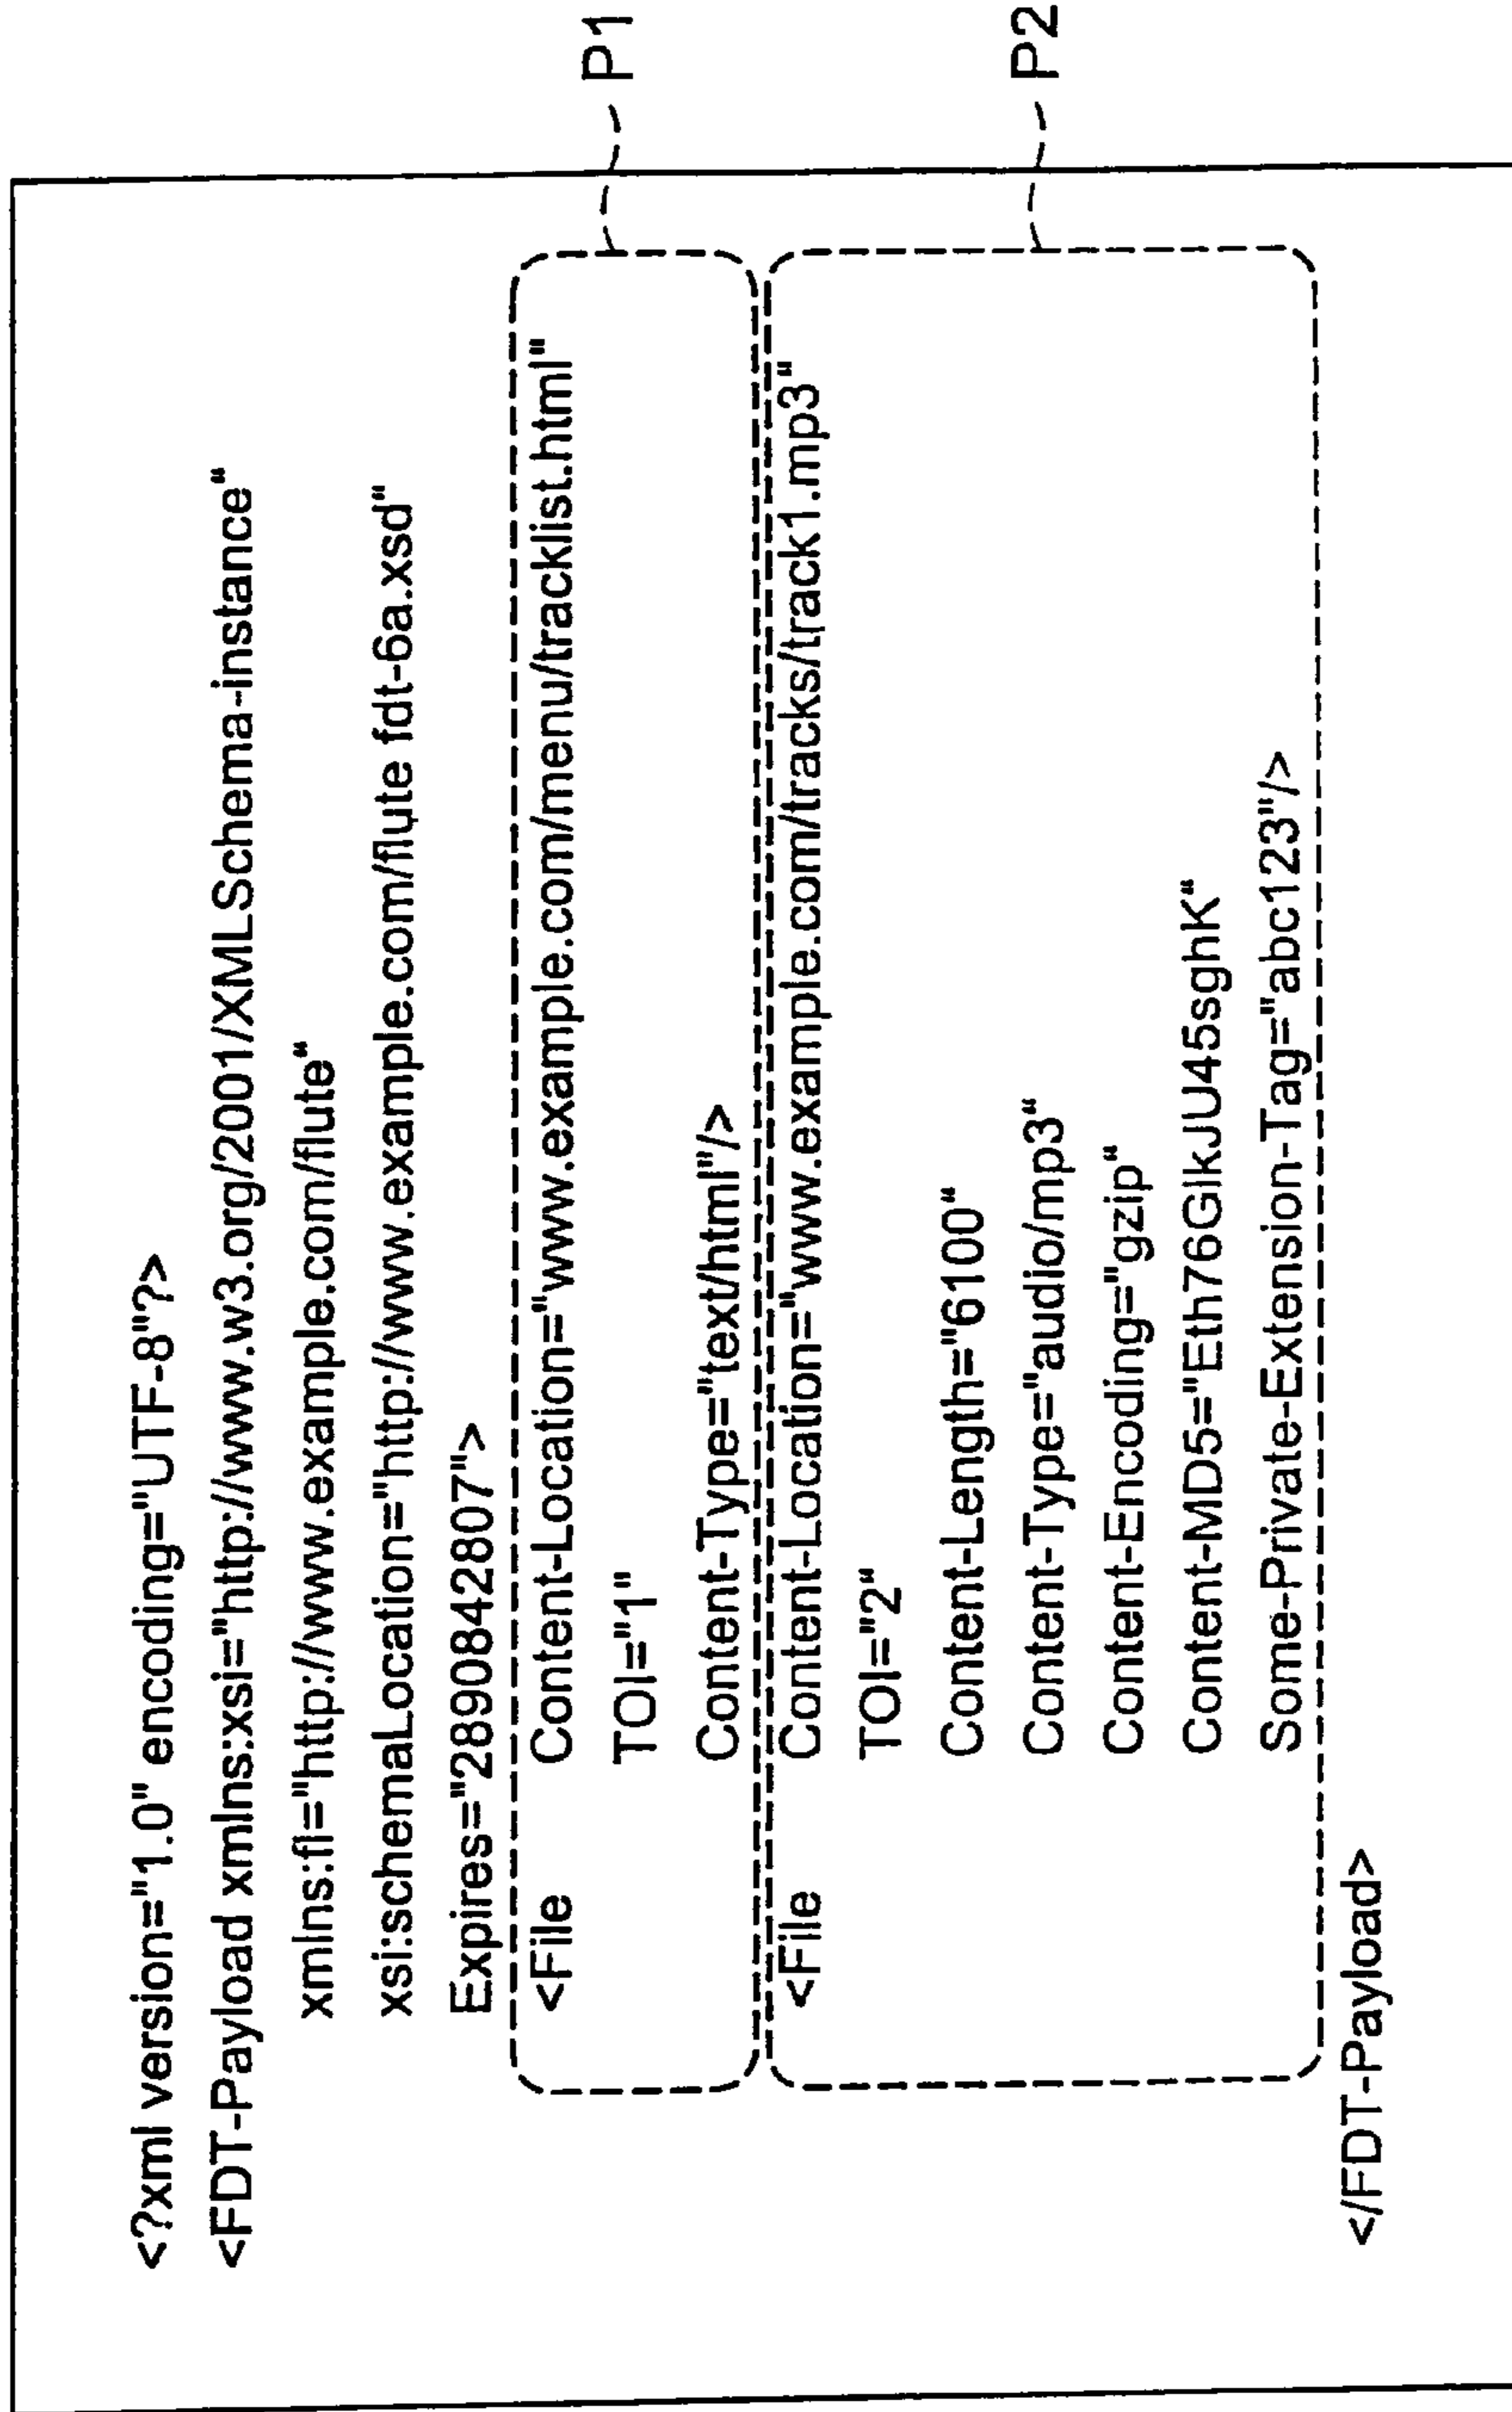 <?xml version="1.0" encoding="UTF-8"?>
<FDT-Payload xmlns:xsi="http://www.w3.org/2001/XMLSchema-instance"
xmlns:fl="http://www.example.com/flute"
xsi:schemaLocation="http://www.example.com/flute fdt-6a.xsd"
Expires="2890842807">
<File Content-Location="www.example.com/menu/tracklist.html"
TOI="1"
Content-Type="text/html"/>
P1
<File Content-Location="www.example.com/tracks/track1.mp3"
TOI="2"
Content-Length="6100"
Content-Type="audio/mp3"
Content-Encoding="gzip"
Content-MD5="Eth76GlkJU45sghK"
Some-Private-Extension-Tag="abc123"/>
P2
</FDT-Payload>